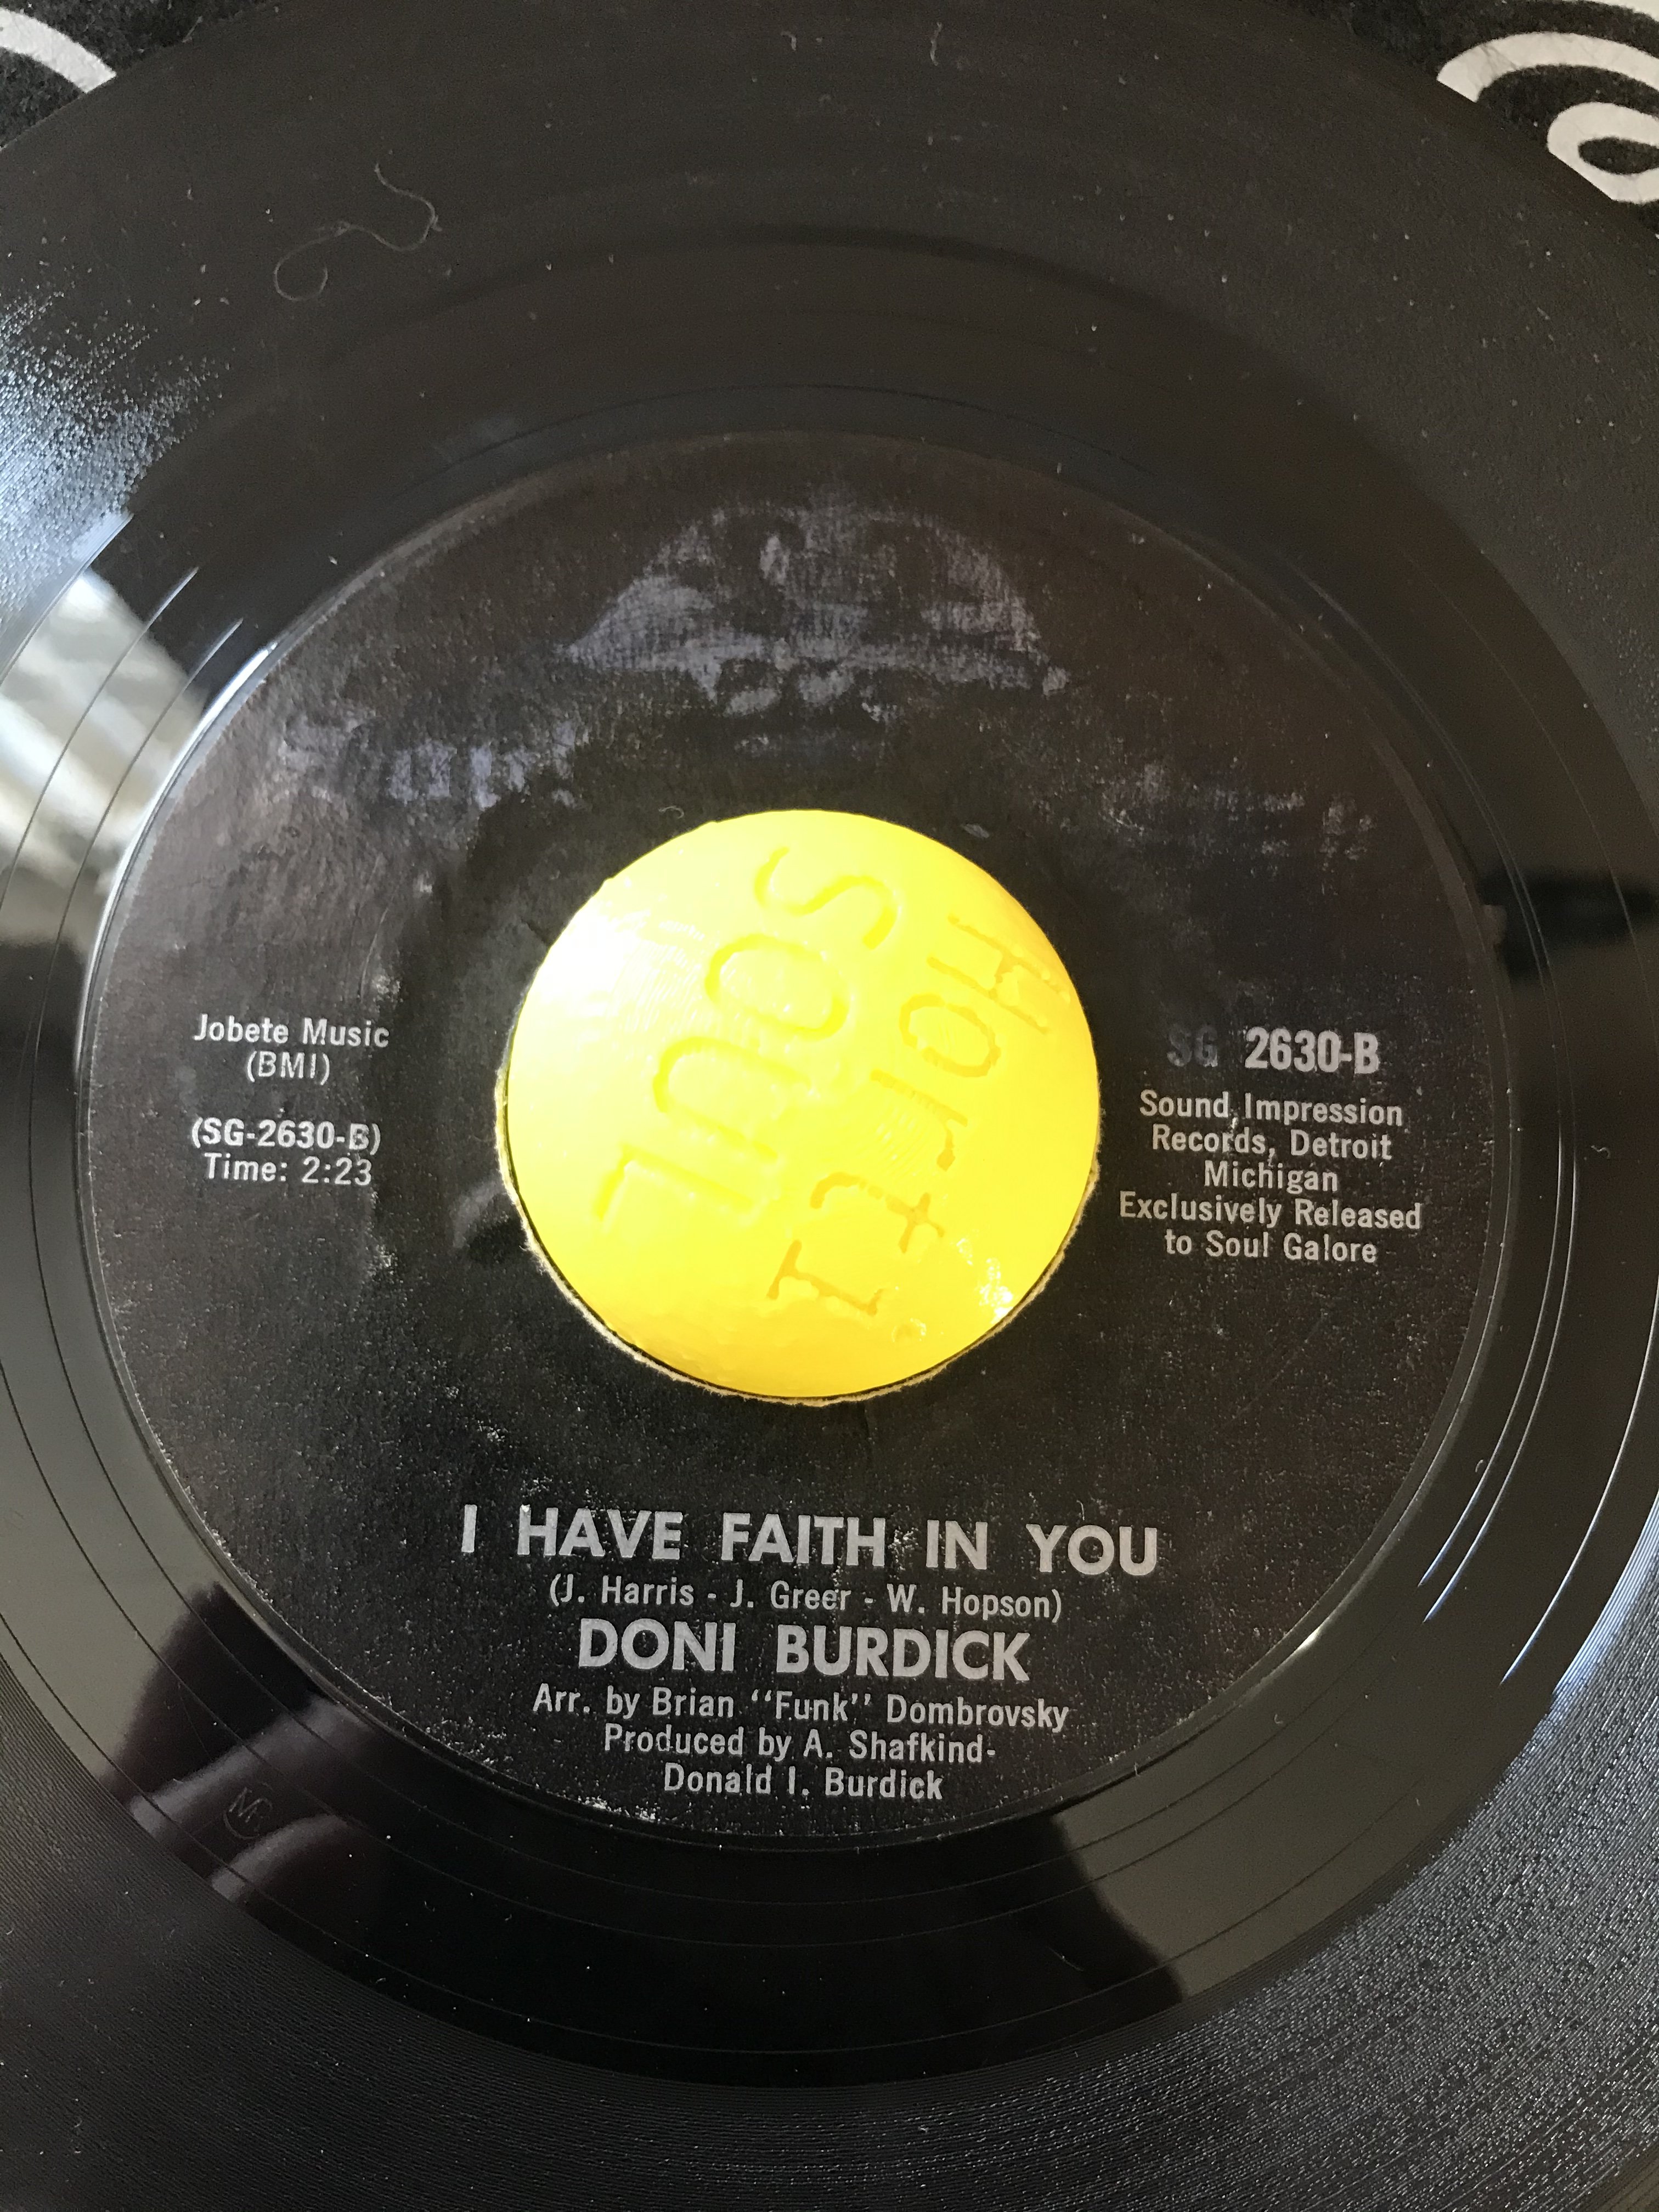 SOUL
HORTI
Jobete Music
(BMI)
(SG-2630-B)
Time: 2:23
SG 2630-B
Sound, Impression
Records, Detroit
Michigan
Exclusively Released
to Soul Galore
I HAVE FAITH IN YOU
(J. Harris - J. Greer - W. Hopson)
DONI BURDICK
Arr. by Brian "Funk" Dombrovsky
Produced by A. Shafkind-
Donald I. Burdick